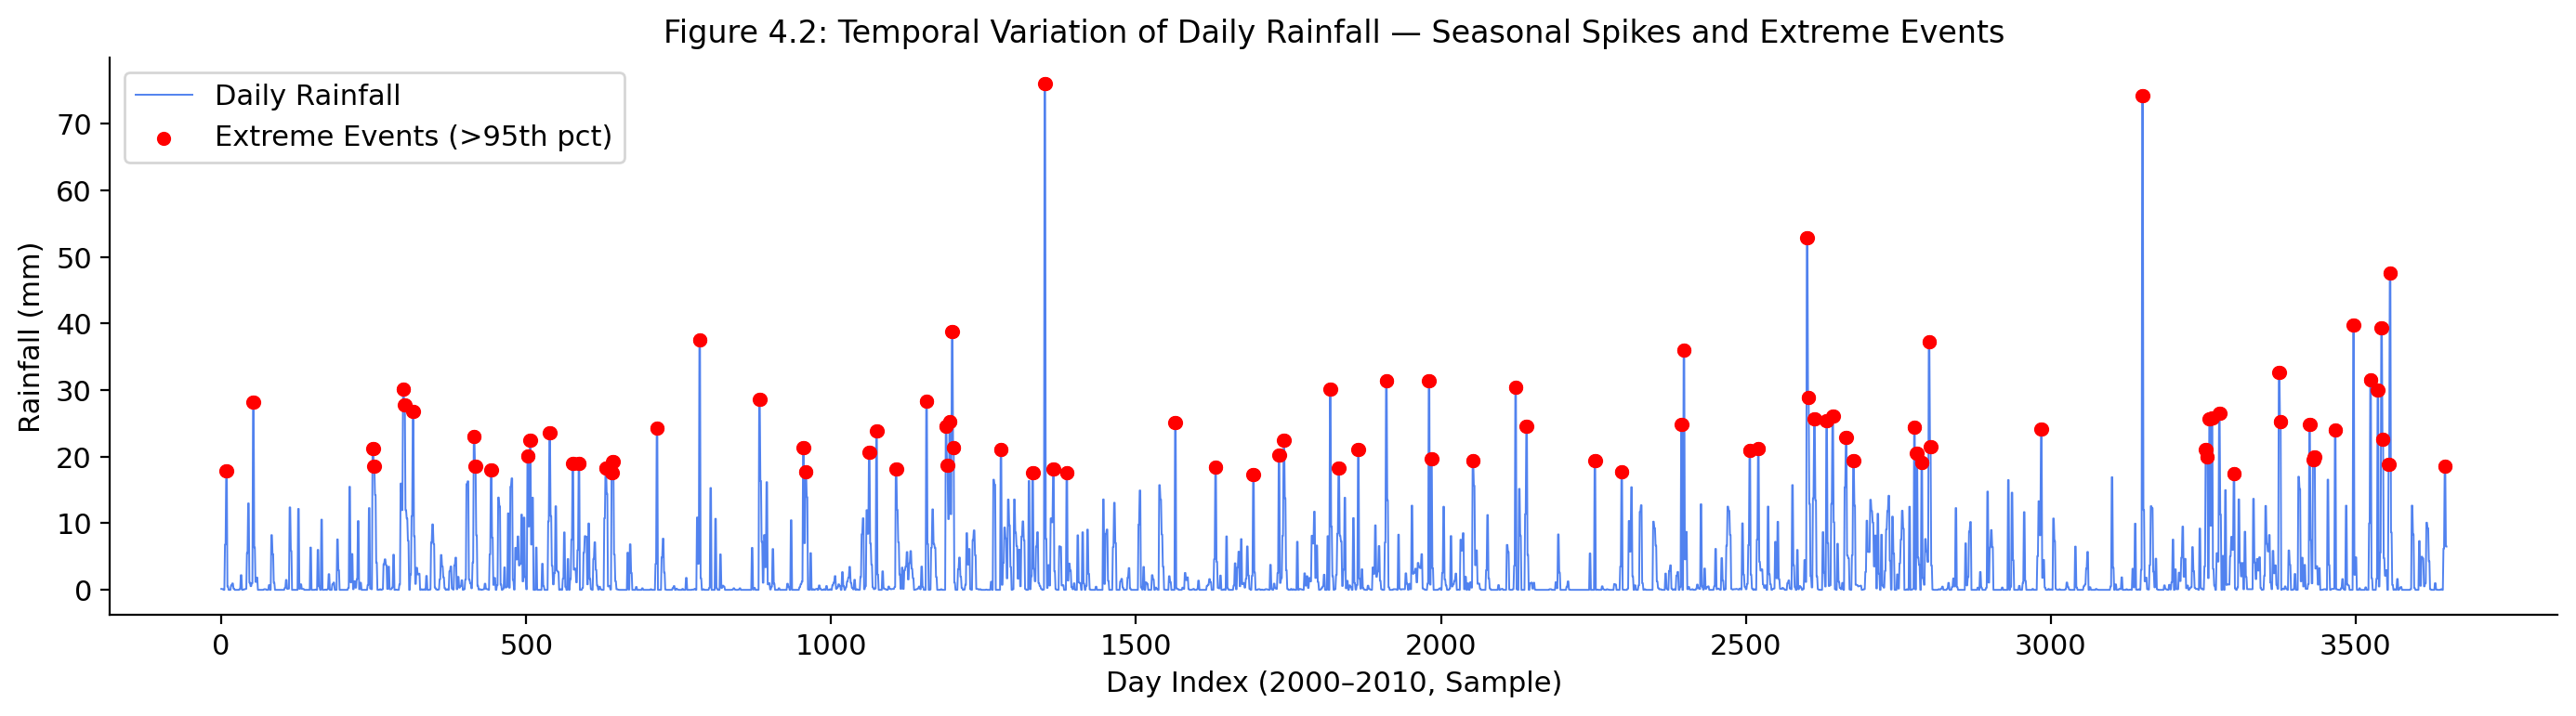 Figure 4.2: Temporal Variation of Daily Rainfall — Seasonal Spikes and Extreme Events
Daily Rainfall
Extreme Events (>95th pct)
Rainfall (mm)
70
60
50
40
30
20
10
0
0 500 1000 1500 2000 2500 3000 3500
Day Index (2000–2010, Sample)